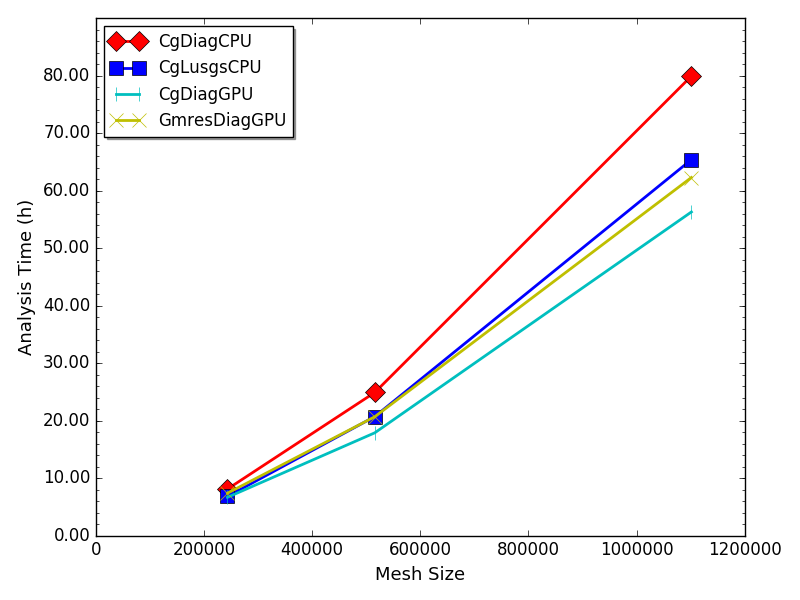 CgDiagCPU
CgLusgsCPU
CgDiagGPU
GmresDiagGPU
80.00
70.00
60.00
50.00
40.00
30.00
20.00
10.00
0.00
Analysis Time (h)
0 200000 400000 600000 800000 1000000 1200000
Mesh Size